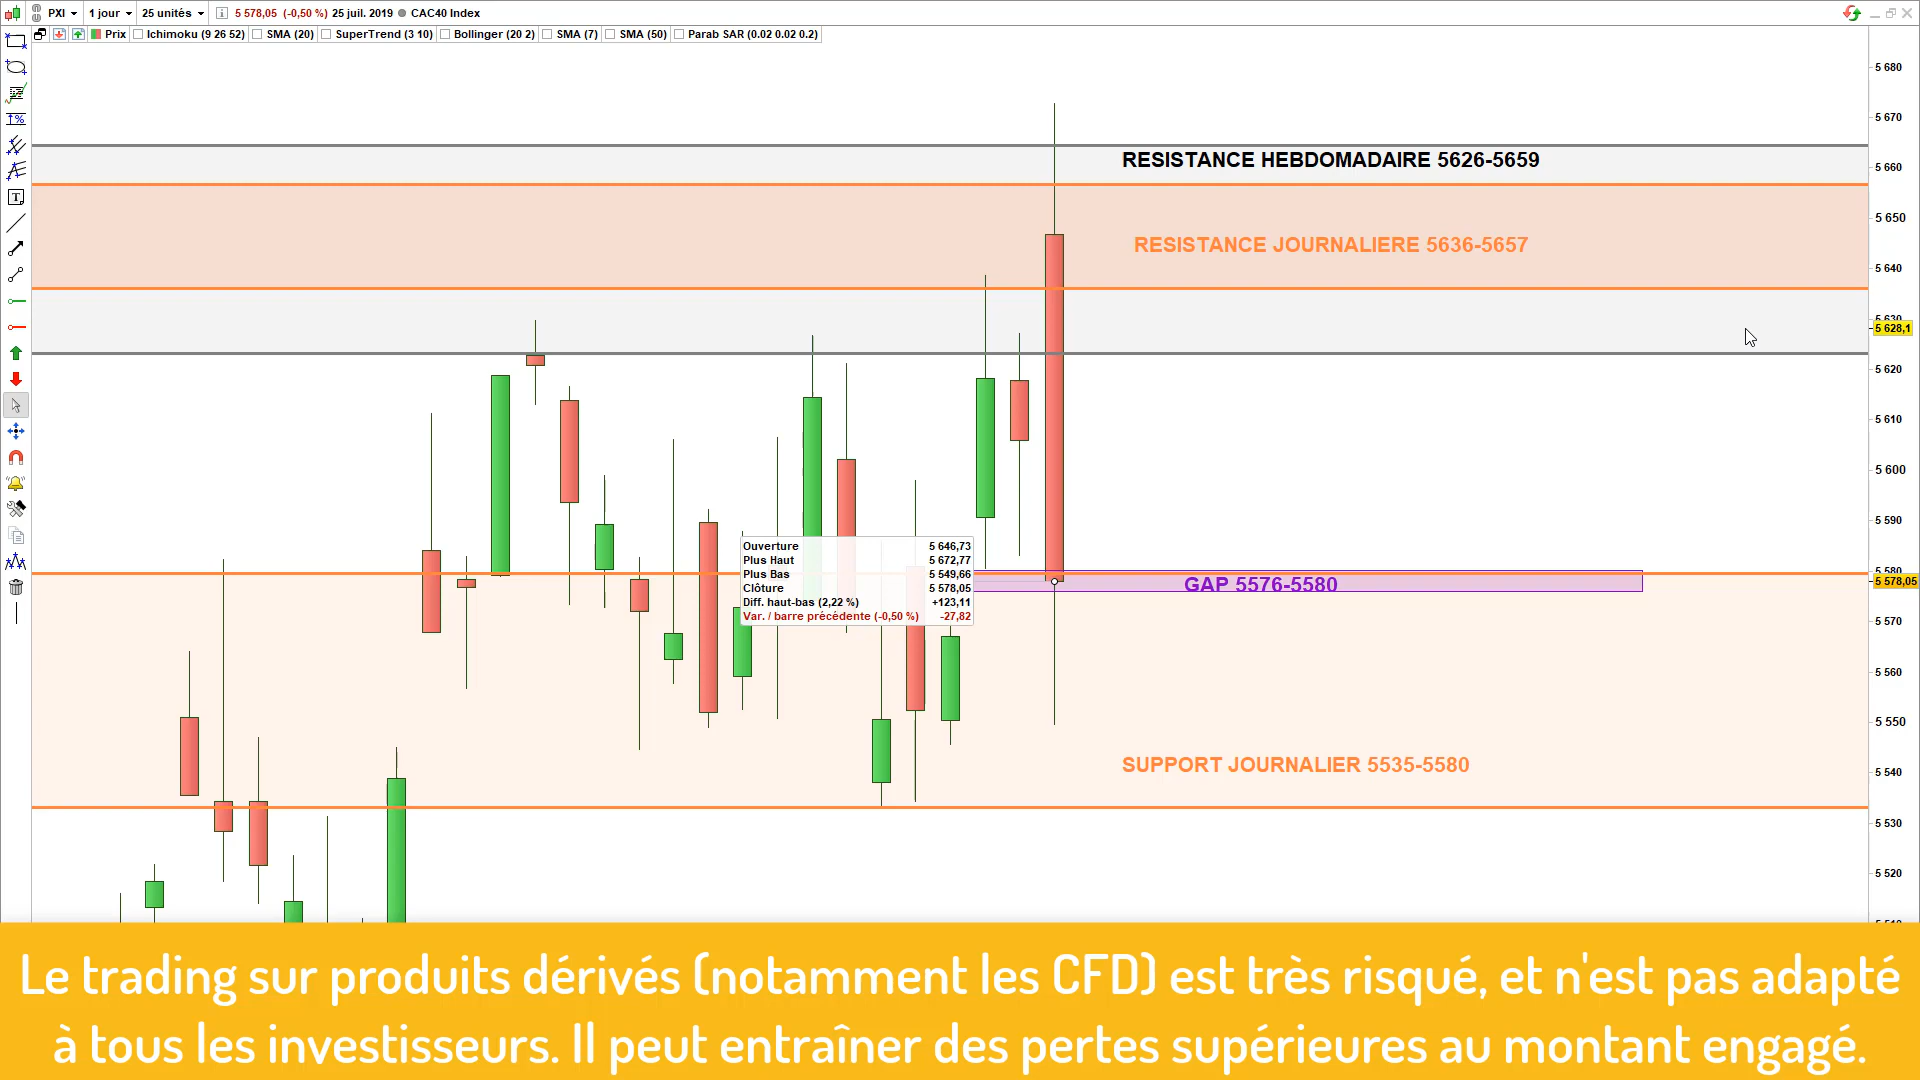 PXI 1 jour 25 unités 5 578,05 (-0,50 %) 25 juil. 2019 CAC40 Index
Prix Ichimoku (9 26 52) SMA (20) SuperTrend (3 10) Bollinger (20 2) SMA (7) SMA (50) Parab SAR (0.02 0.02 0.2)
5 680
5 670
RESISTANCE HEBDOMADAIRE 5626-5659
5 660
5 650
RESISTANCE JOURNALIERE 5636-5657
5 640
5 630
5 628,1
5 620
5 610
5 600
5 590
Ouverture 5 646,73
Plus Haut 5 672,77
Plus Bas 5 549,66
Clôture 5 578,05
Diff. haut-bas (2,22 %) +123,11
Var. / barre précédente (-0,50 %) -27,82
5 580
GAP 5576-5580
5 578,05
5 570
5 560
5 550
SUPPORT JOURNALIER 5535-5580
5 540
5 530
5 520
Le trading sur produits dérivés (notamment les CFD) est très risqué, et n'est pas adapté
à tous les investisseurs. Il peut entraîner des pertes supérieures au montant engagé.